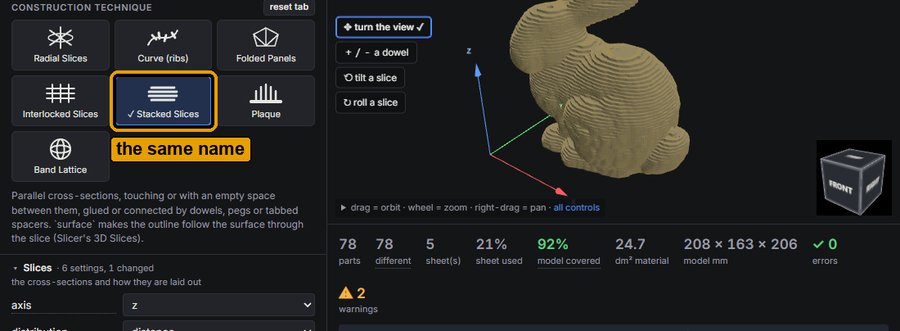 CONSTRUCTION TECHNIQUE
reset tab
Radial Slices
Curve (ribs)
Folded Panels
Interlocked Slices
✓ Stacked Slices
Plaque
the same name
Band Lattice
Parallel cross-sections, touching or with an empty space
between them, glued or connected by dowels, pegs or tabbed
spacers. `surface` makes the outline follow the surface through
the slice (Slicer's 3D Slices).
▾ Slices · 6 settings, 1 changed
the cross-sections and how they are laid out
axis
z
distribution
distance
✥ turn the view ✓
+ / - a dowel
⟲ tilt a slice
↻ roll a slice
z
y
FRONT
▶ drag = orbit · wheel = zoom · right-drag = pan · all controls
78
parts
78
different
5
sheet(s)
21%
sheet used
92%
model covered
24.7
dm² material
208 × 163 × 206
model mm
✓ 0
errors
⚠ 2
warnings